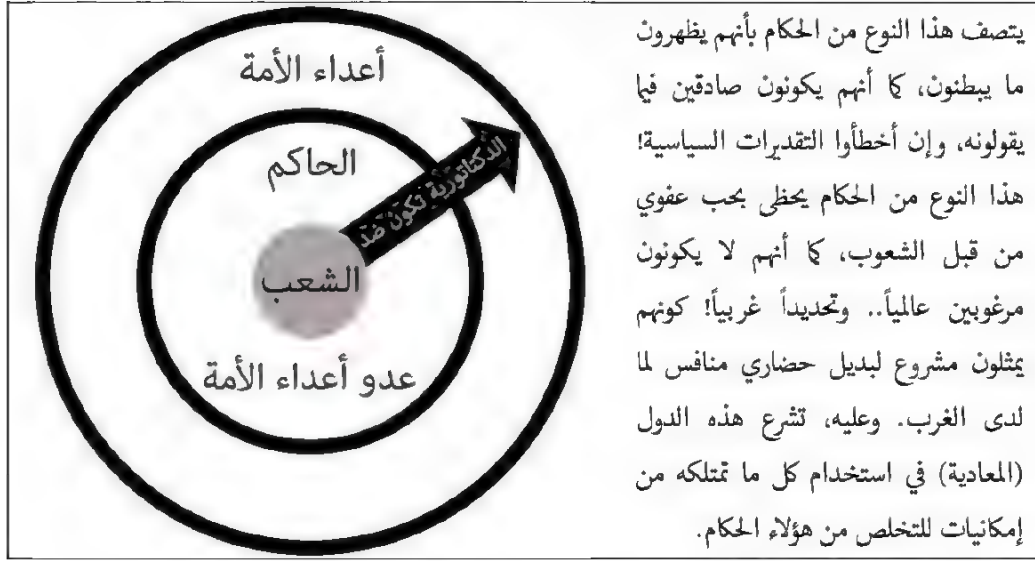 يتصف هذا النوع من الحكام بأنهم يظهرون
ما يبطنون، كما أنهم يكونون صادقين فيما
يقولونه، وإن أخطأوا التقديرات السياسية!
هذا النوع من الحكام يحظى بحب عفوي
من قبل الشعوب، كما أنهم لا يكونون
مرغوبين عالمياً.. وتحديداً غربياً! كونهم
يمثلون مشروع لبديل حضاري منافس لما
لدى الغرب. وعليه، تشرع هذه الدول
(المعادية) في استخدام كل ما تمتلكه من
إمكانيات للتخلص من هؤلاء الحكام.
أعداء الأمة
الحاكم
الدكتاتورية تكون ضد
الشعب
عدو أعداء الأمة